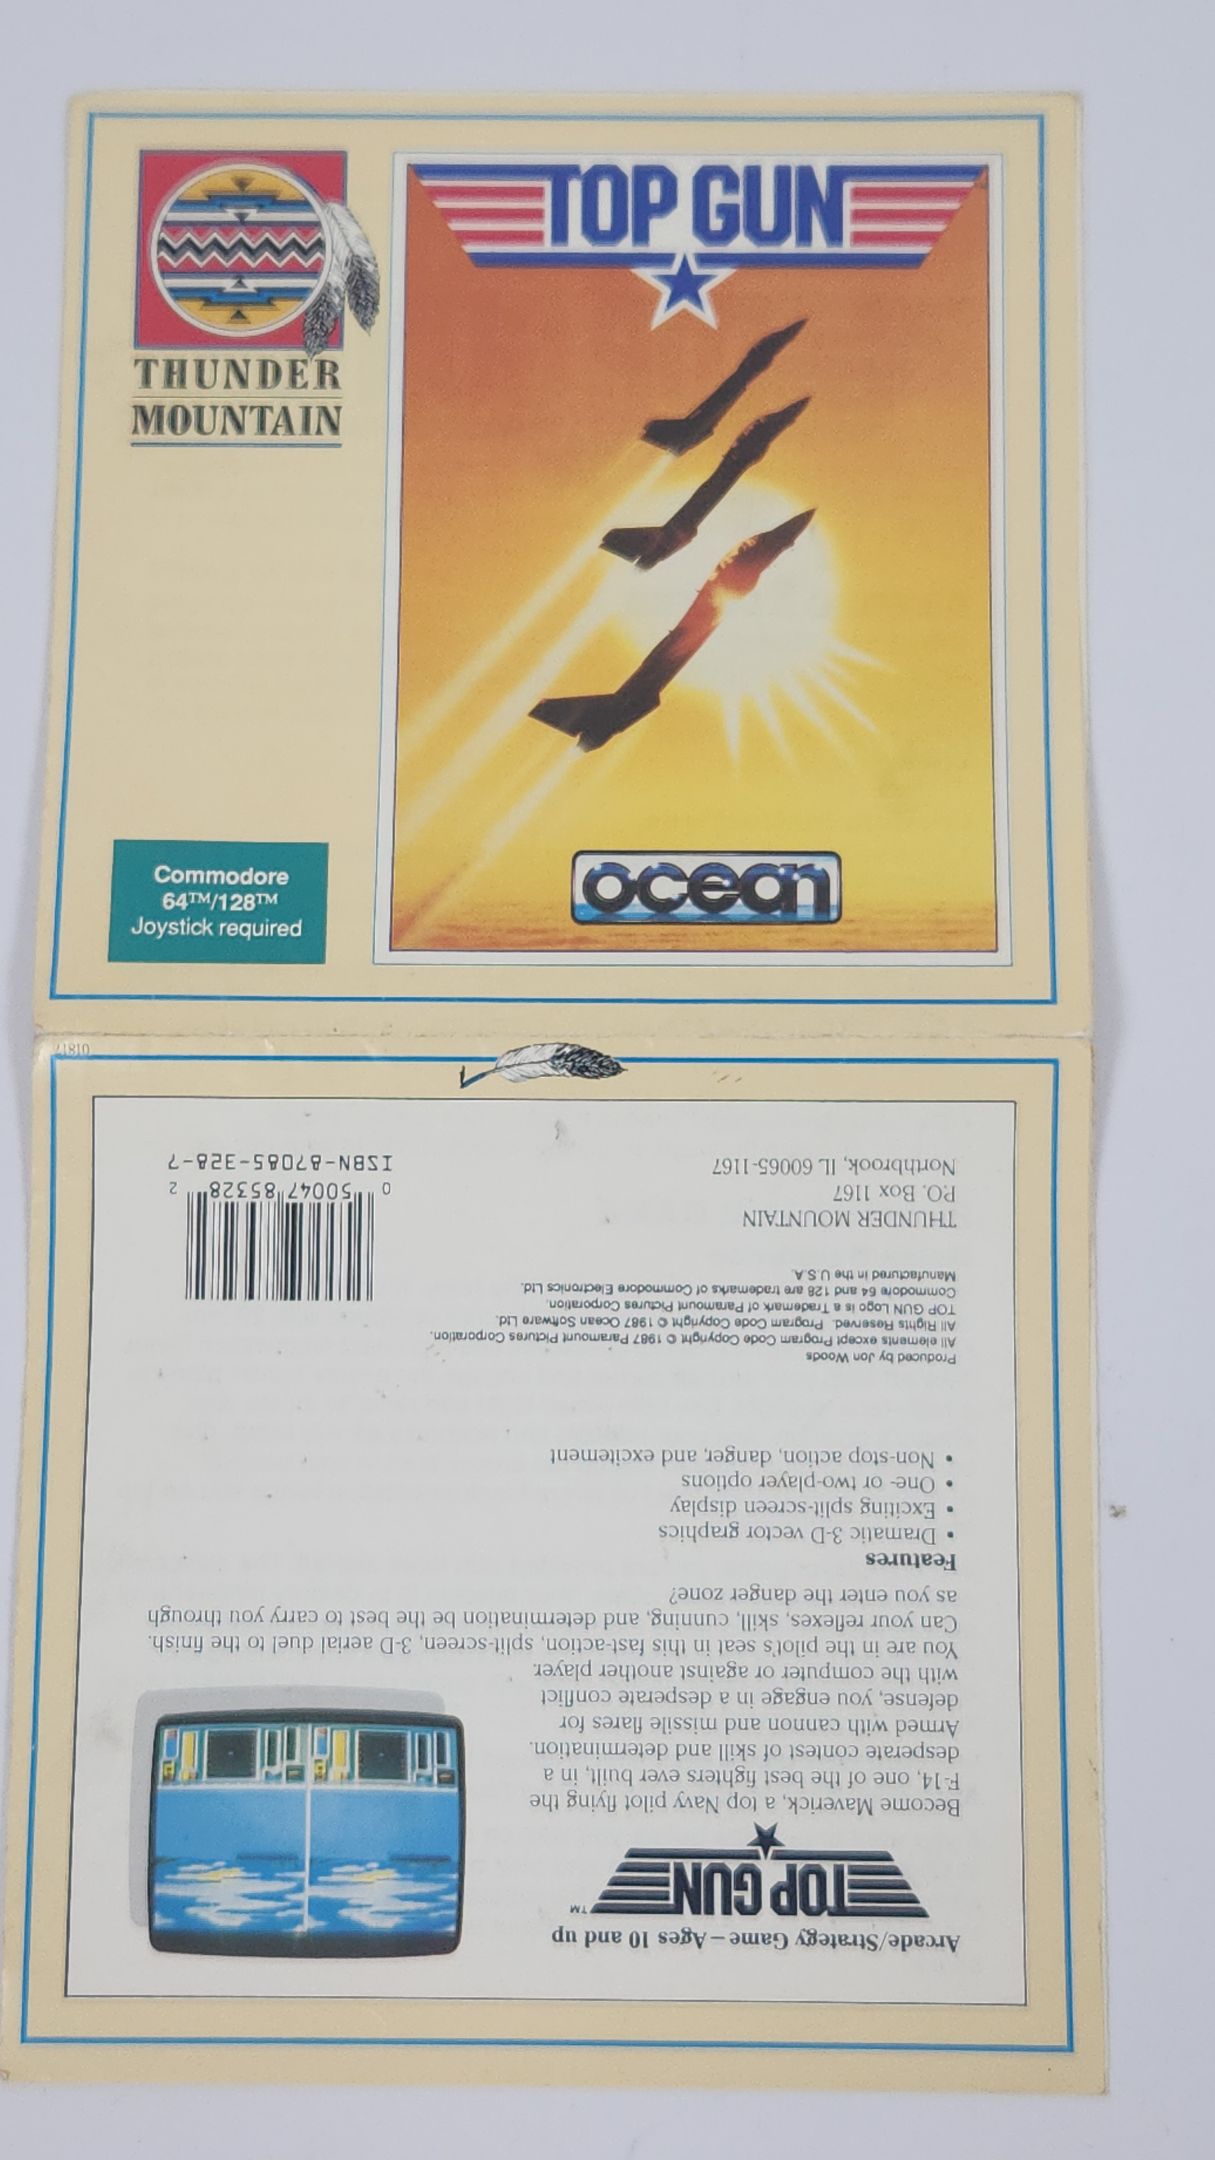 TOP GUN
THUNDER
MOUNTAIN
ocean
Commodore
64™/128™
Joystick required
Arcade/Strategy Game—Ages 10 and up
TOP GUN™
Become Maverick, a top Navy pilot flying the
F-14, one of the best fighters ever built, in a
desperate contest of skill and determination.
Armed with cannon and missile flares for
defense, you engage in a desperate conflict
with the computer or against another player.
You are in the pilot's seat in this fast-action, split-screen, 3-D aerial duel to the finish.
Can your reflexes, skill, cunning, and determination be the best to carry you through
as you enter the danger zone?
Features
• Dramatic 3-D vector graphics
• Exciting split-screen display
• One- or two-player options
• Non-stop action, danger, and excitement
Produced by Jon Woods
All elements except Program Code Copyright © 1987 Paramount Pictures Corporation.
All Rights Reserved. Program Code Copyright © 1987 Ocean Software Ltd.
TOP GUN Logo is a Trademark of Paramount Pictures Corporation.
Commodore 64 and 128 are trademarks of Commodore Electronics Ltd.
Manufactured in the U.S.A.
THUNDER MOUNTAIN
P.O. Box 1167
Northbrook, IL 60065-1167
0 50047 85328 2
ISBN-87085-328-7